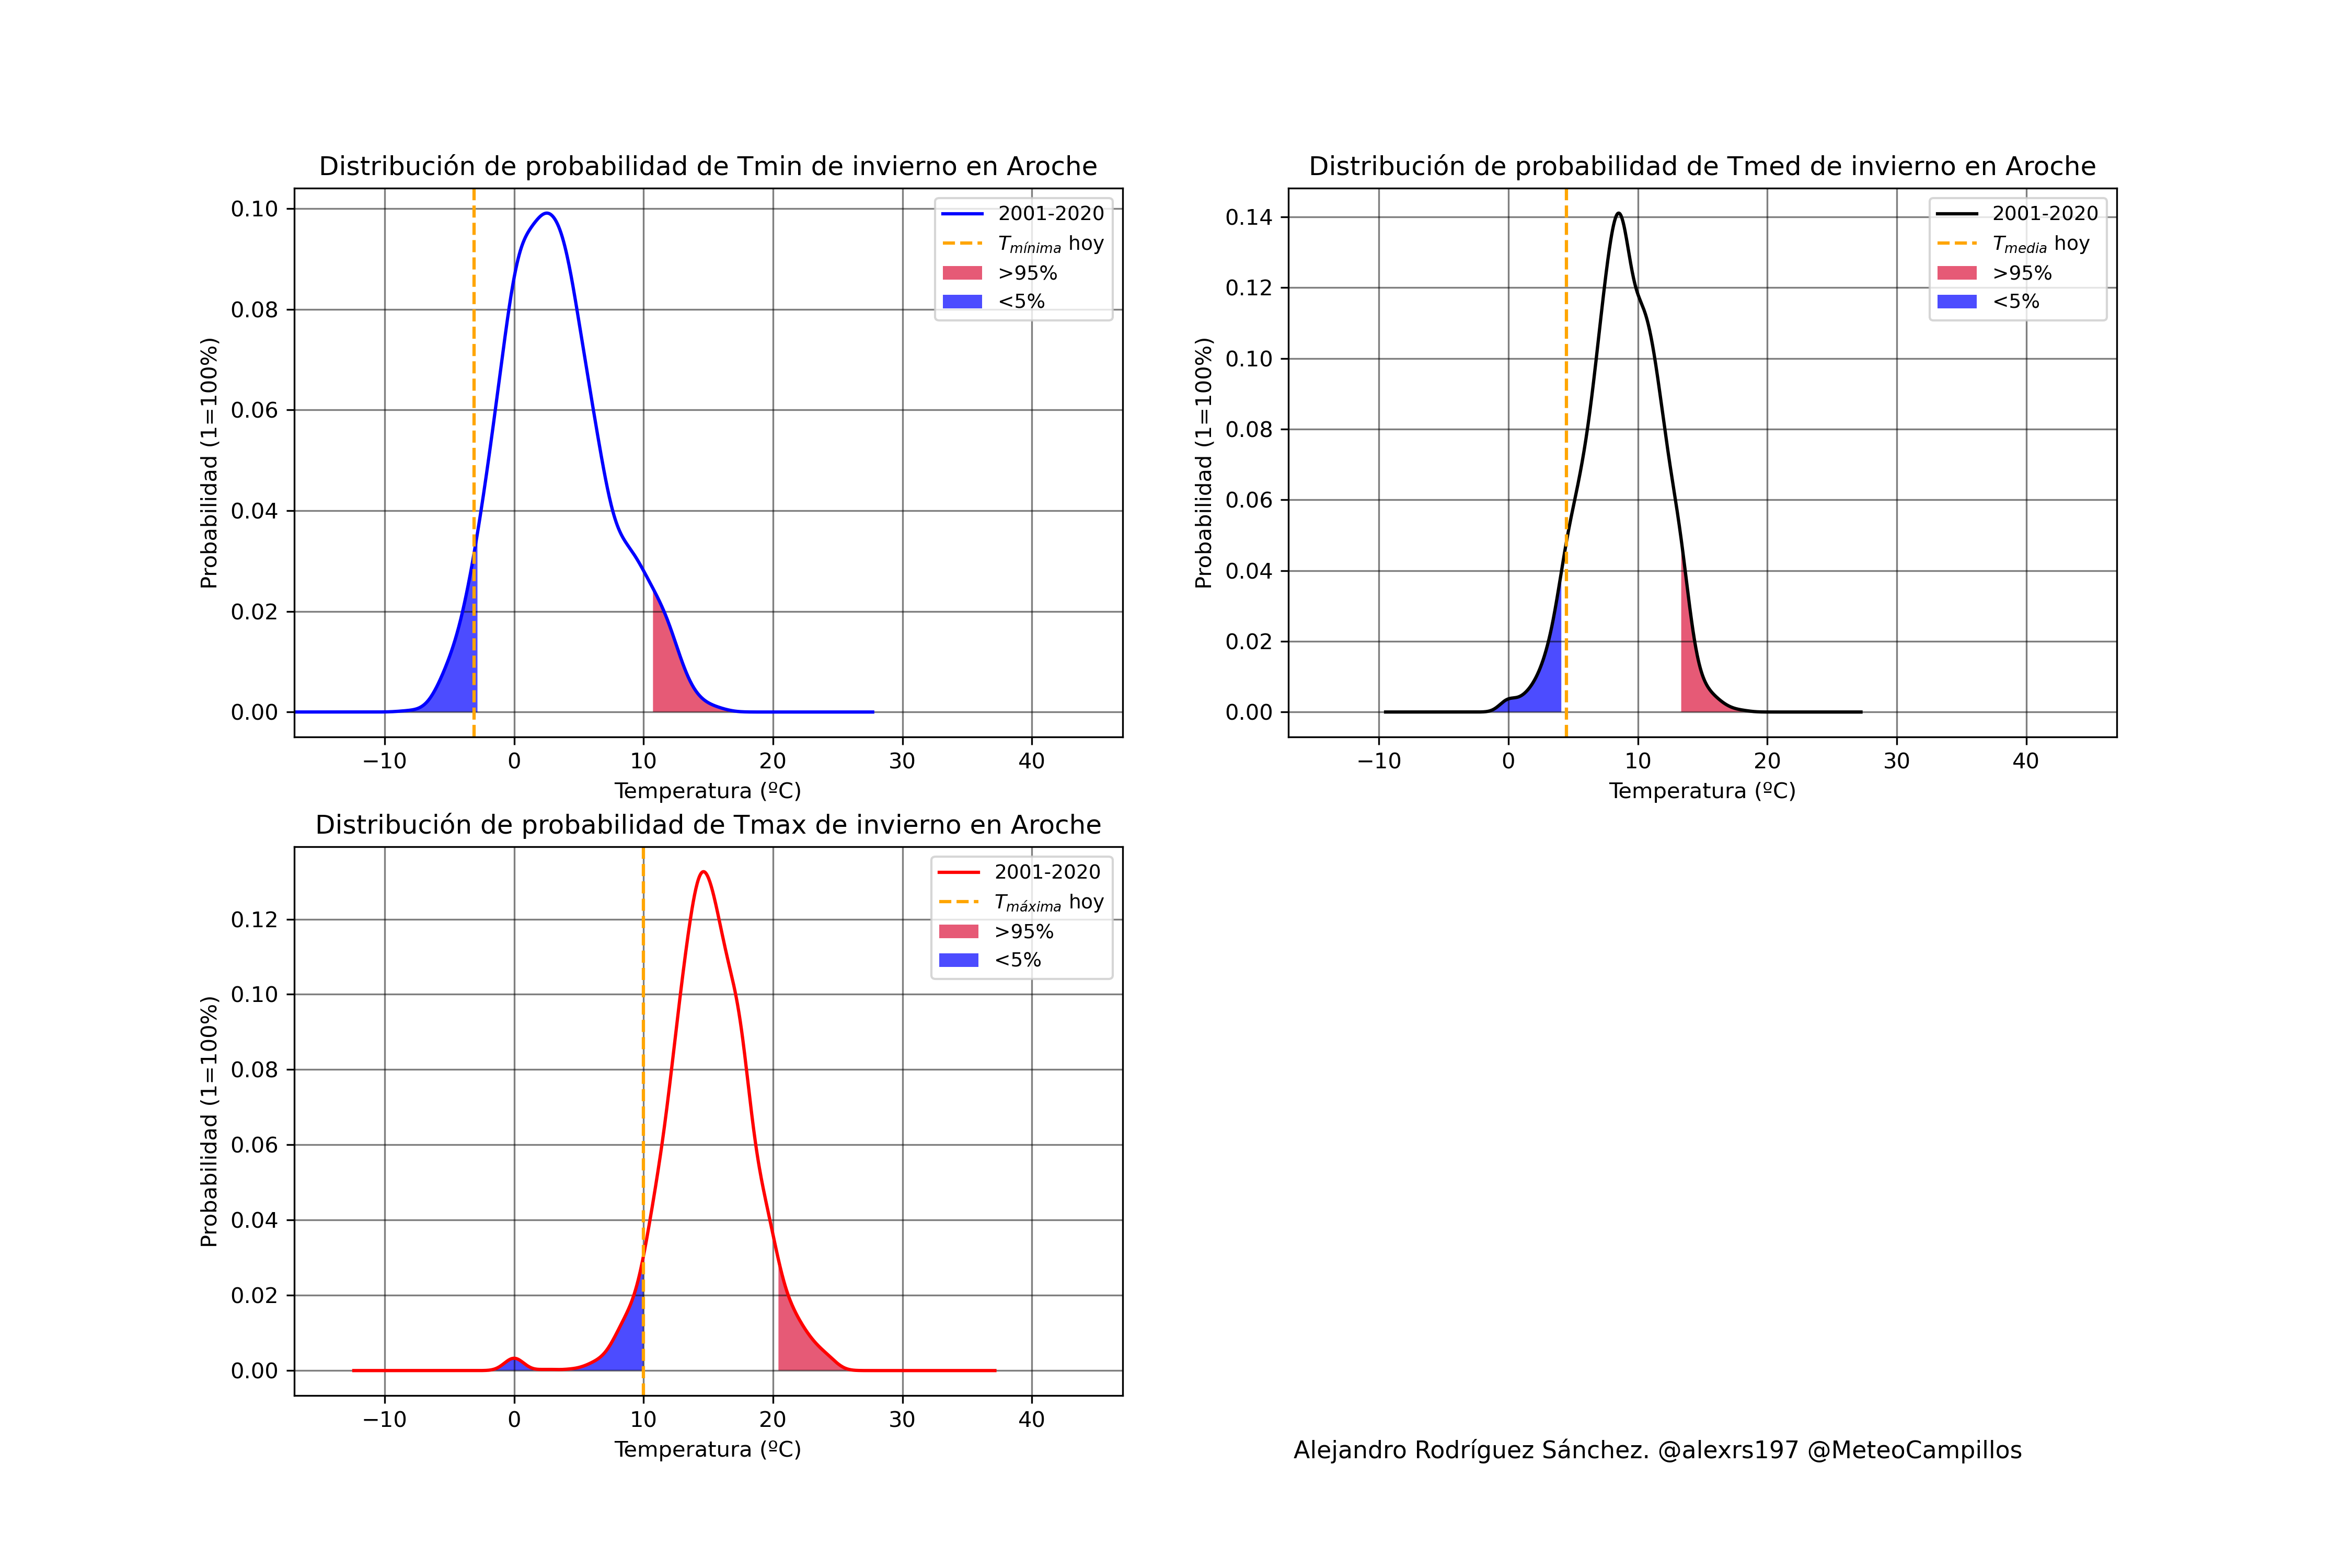 Distribución de probabilidad de Tmin de invierno en Aroche
0.10
0.08
0.06
0.04
0.02
0.00
Probabilidad (1=100%)
2001-2020
Tmínima hoy
>95%
<5%
−10 0 10 20 30 40
Temperatura (ºC)
Distribución de probabilidad de Tmed de invierno en Aroche
0.14
0.12
0.10
0.08
0.06
0.04
0.02
0.00
Probabilidad (1=100%)
2001-2020
Tmedia hoy
>95%
<5%
−10 0 10 20 30 40
Temperatura (ºC)
Distribución de probabilidad de Tmax de invierno en Aroche
0.12
0.10
0.08
0.06
0.04
0.02
0.00
Probabilidad (1=100%)
2001-2020
Tmáxima hoy
>95%
<5%
−10 0 10 20 30 40
Temperatura (ºC)
Alejandro Rodríguez Sánchez. @alexrs197 @MeteoCampillos